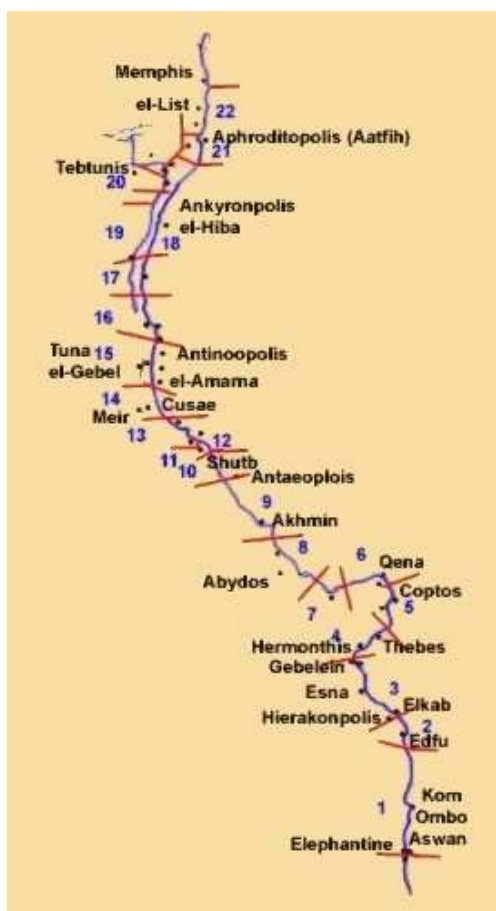 Memphis
el-List
22
Aphroditopolis (Aatfih)
21
Tebtunis
20
Ankyronpolis
el-Hiba
19
18
17
16
Tuna
el-Gebel
15
Antinoopolis
el-Amarna
14
Meir
Cusae
13
12
11
10
Shutb
Antaeoplois
9
Akhmin
8
Abydos
7
6
Qena
Coptos
5
4
Hermonthis
Thebes
Gebelein
Esna
3
Elkab
Hierakonpolis
2
Edfu
1
Kom
Ombo
Aswan
Elephantine